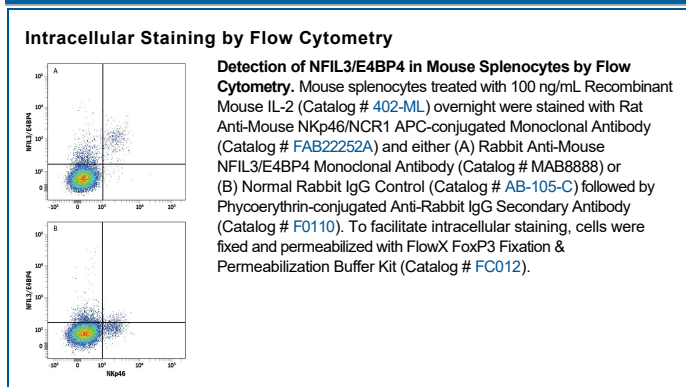 Intracellular Staining by Flow Cytometry
Detection of NFIL3/E4BP4 in Mouse Splenocytes by Flow
Cytometry. Mouse splenocytes treated with 100 ng/mL Recombinant
Mouse IL-2 (Catalog # 402-ML) overnight were stained with Rat
Anti-Mouse NKp46/NCR1 APC-conjugated Monoclonal Antibody
(Catalog # FAB22252A) and either (A) Rabbit Anti-Mouse
NFIL3/E4BP4 Monoclonal Antibody (Catalog # MAB8888) or
(B) Normal Rabbit IgG Control (Catalog # AB-105-C) followed by
Phycoerythrin-conjugated Anti-Rabbit IgG Secondary Antibody
(Catalog # F0110). To facilitate intracellular staining, cells were
fixed and permeabilized with FlowX FoxP3 Fixation &
Permeabilization Buffer Kit (Catalog # FC012).
A
NFIL3/E4BP4
B
NFIL3/E4BP4
NKp46